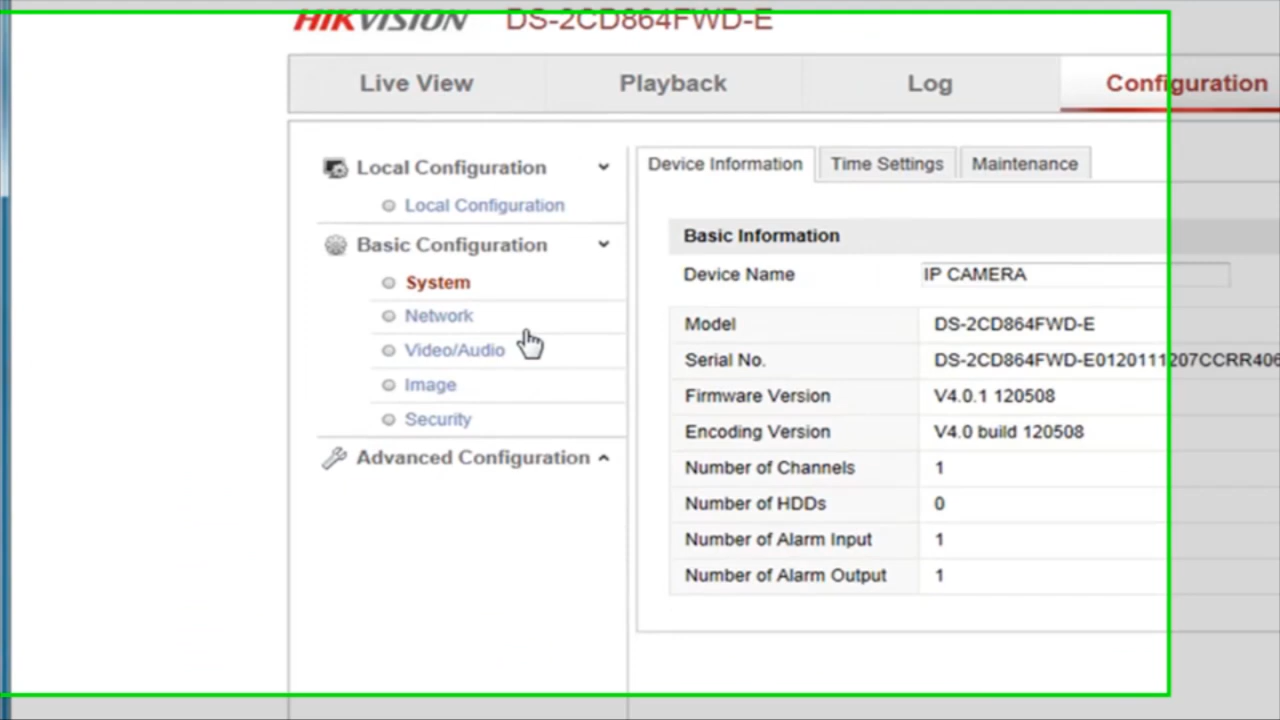 HIKVISION DS-2CD864FWD-E
Live View Playback Log Configuration
Local Configuration
Local Configuration
Basic Configuration
System
Network
Video/Audio
Image
Security
Advanced Configuration
Device Information Time Settings Maintenance
Basic Information
Device Name IP CAMERA
Model DS-2CD864FWD-E
Serial No. DS-2CD864FWD-E0120111207CCRR406
Firmware Version V4.0.1 120508
Encoding Version V4.0 build 120508
Number of Channels 1
Number of HDDs 0
Number of Alarm Input 1
Number of Alarm Output 1